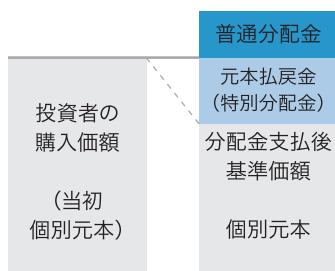 普通分配金
元本払戻金
（特別分配金）
投資者の
購入価額
（当初
個別元本）
分配金支払後
基準価額
個別元本